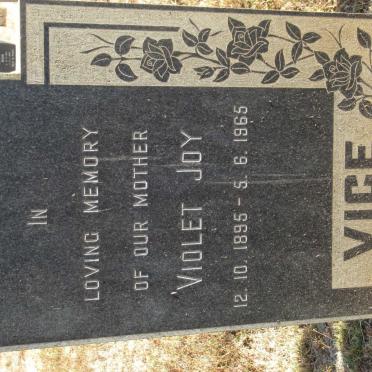 VICE
IN
LOVING MEMORY
OF OUR MOTHER
VIOLET JOY
12.10.1895 – 5.6.1965